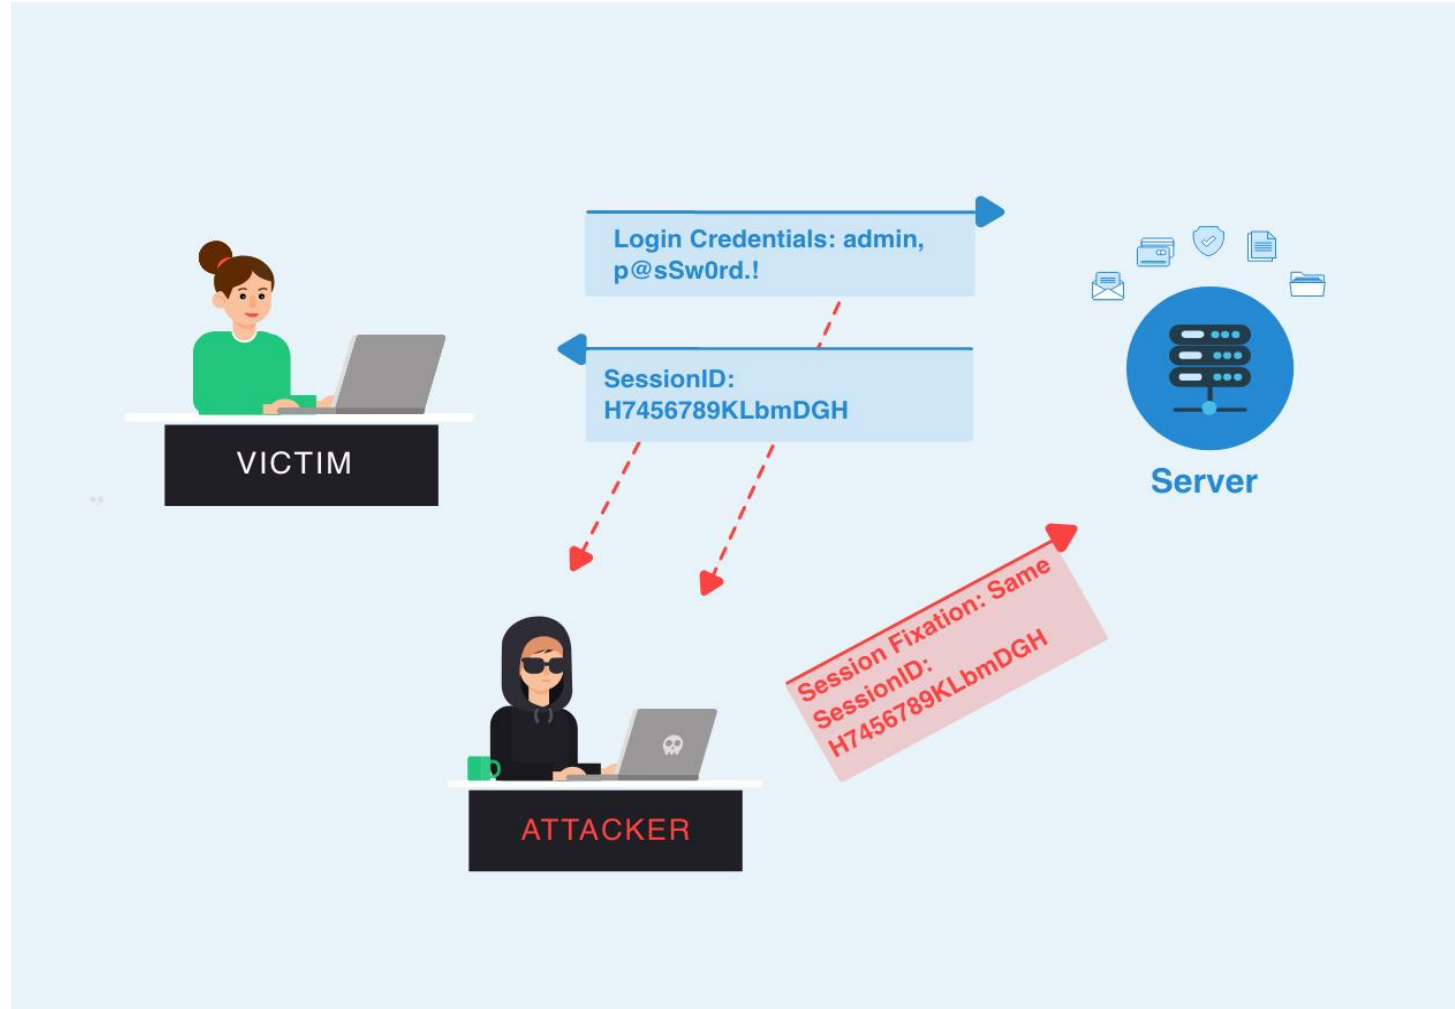 Login Credentials: admin,
p@sSw0rd.!
SessionID:
H7456789KLbmDGH
VICTIM
Server
Session Fixation: Same
SessionID:
H7456789KLbmDGH
ATTACKER